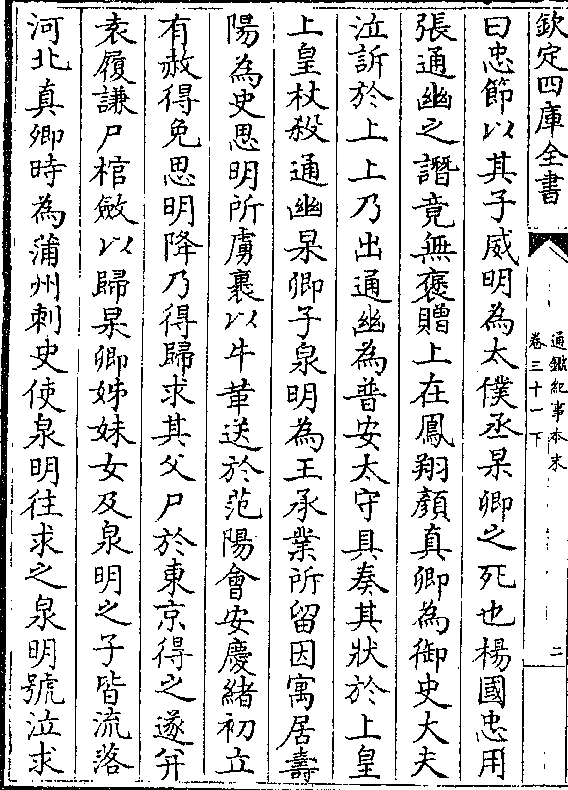 欽定四庫全書
通鑑紀事本末
卷三十一下
二
曰忠節以其子威明為太僕丞杲卿之死也楊國忠用
張通幽之譖竟無褒贈上在鳳翔顔真卿為御史大夫
泣訴於上上乃出通幽為普安太守具奏其狀於上皇
上皇杖殺通幽杲卿子泉明為王承業所留因寓居壽
陽為史思明所虜裹以牛革送於范陽會安慶緒初立
有赦得免思明降乃得歸求其父尸於東京得之遂并
袁履謙尸棺斂以歸杲卿姊妹女及泉明之子皆流落
河北真卿時為蒲州刺史使泉明往求之泉明號泣求